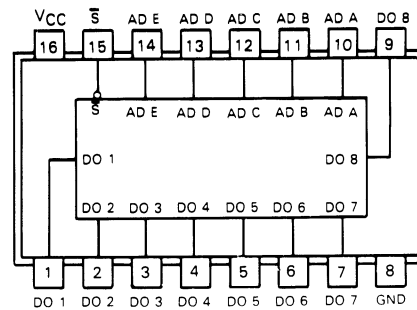 VCC S̅ AD E AD D AD C AD B AD A DO 8
16 15 14 13 12 11 10 9
S̅ AD E AD D AD C AD B AD A
DO 1 DO 8
DO 2 DO 3 DO 4 DO 5 DO 6 DO 7
1 2 3 4 5 6 7 8
DO 1 DO 2 DO 3 DO 4 DO 5 DO 6 DO 7 GND